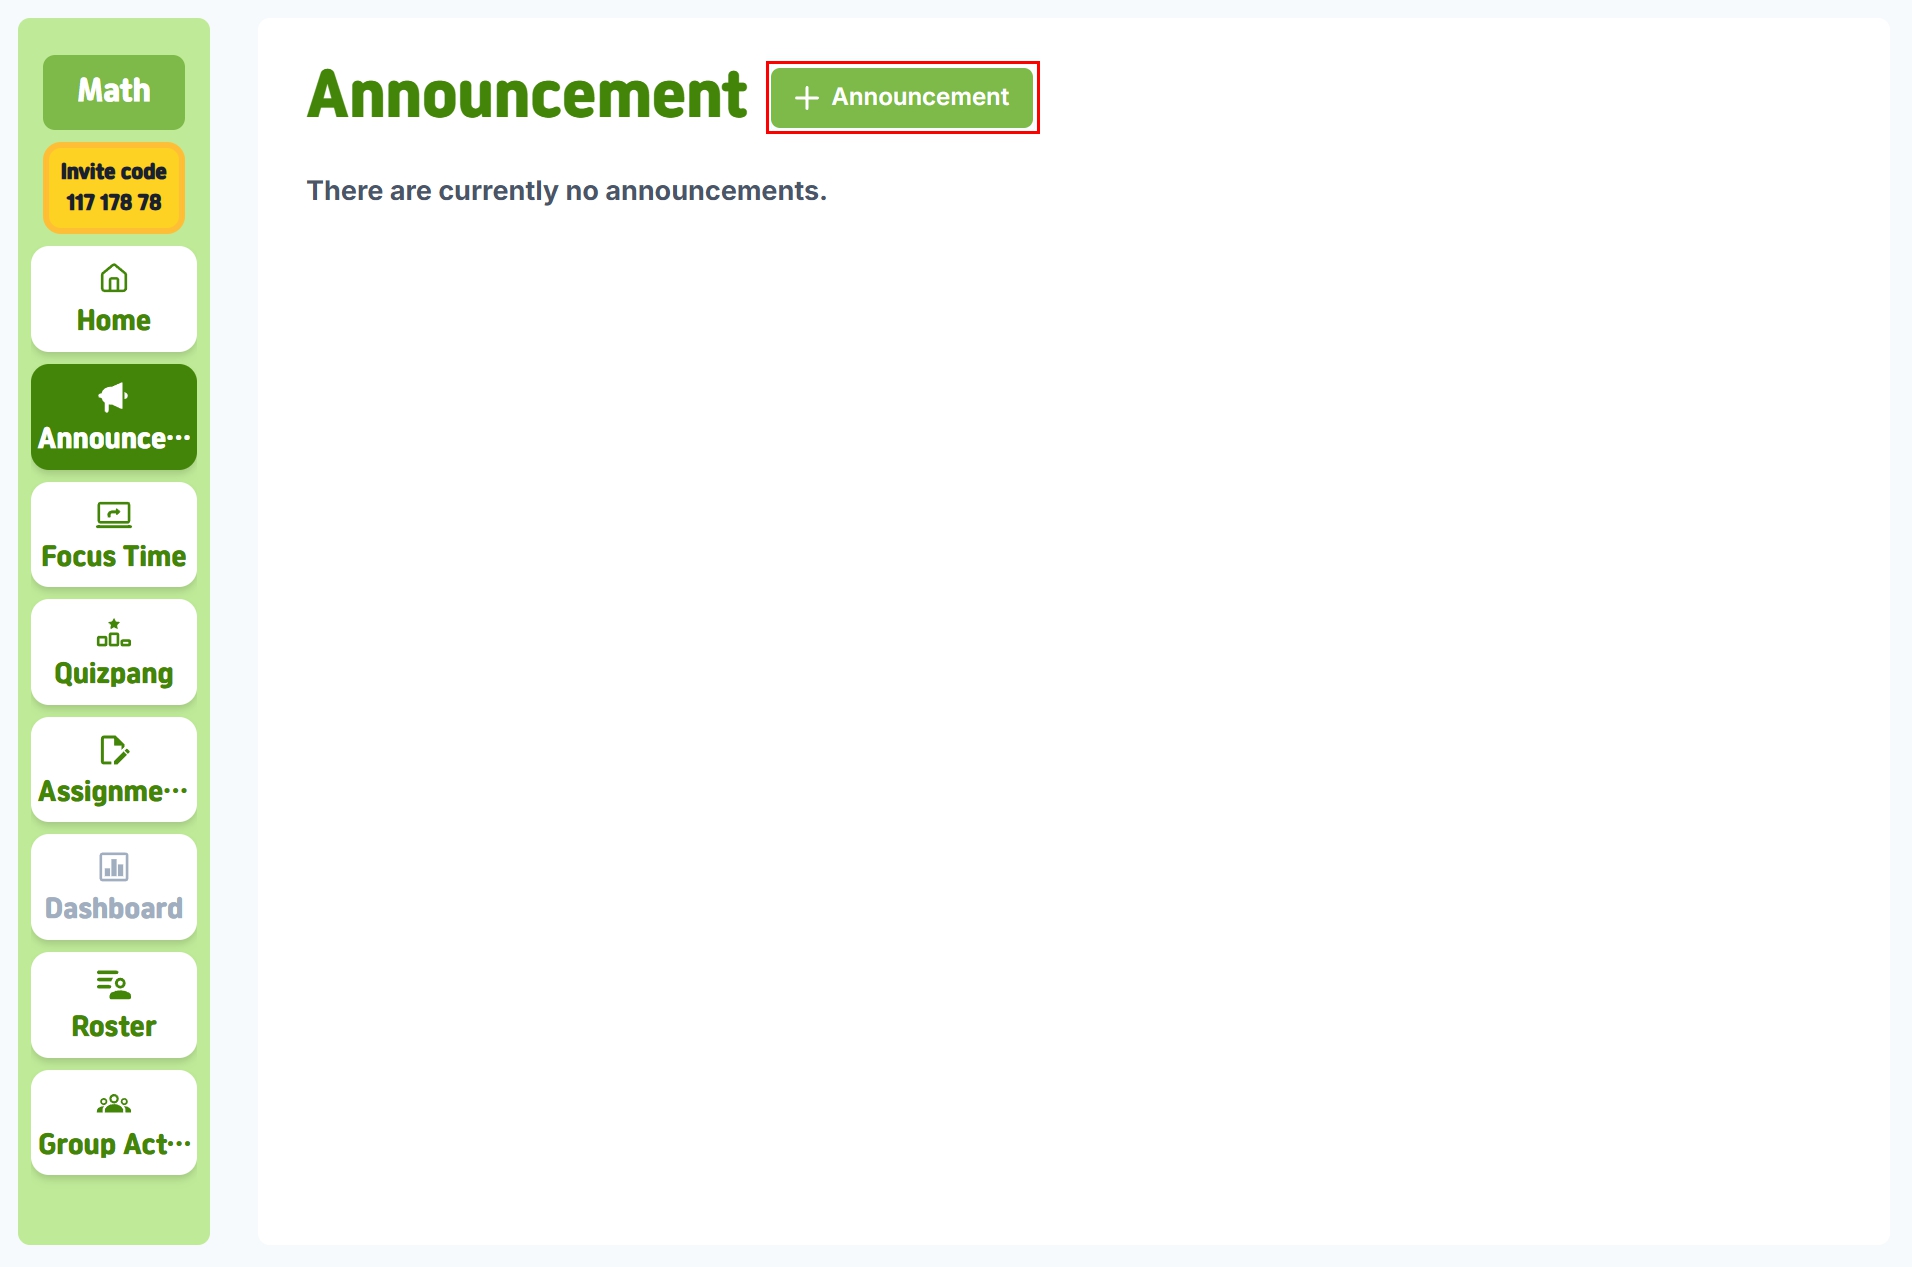 Math
Invite code
117 178 78
Home
Announce···
Focus Time
Quizpang
Assignme···
Dashboard
Roster
Group Act···
Announcement
+ Announcement
There are currently no announcements.